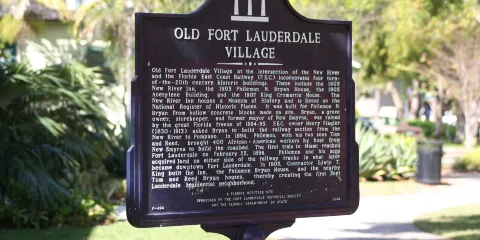 OLD FORT LAUDERDALE
VILLAGE
Old Fort Lauderdale Village at the intersection of the New River
and the Florida East Coast Railway (F.E.C.) incorporates four turn-
of-the-20th century historic buildings. These include the 1905
New River Inn, the 1905 Philemon N. Bryan House, the 1905
Acetylene Building, and the 1907 King Cromartie House. The
New River Inn houses a Museum of History and is listed on the
National Register of Historic Places. It was built for Philemon N.
Bryan from hollow concrete blocks made on site. Bryan, a grove
owner, storekeeper, and former mayor of New Smyrna, was ruined
by the great Florida freeze of 1894-95. F.E.C. owner Henry Flagler
(1830-1913) asked Bryan to build the railway section from the
New River to Pompano. In 1894, Philemon, with his two sons Tom
and Reed, brought 400 African-American workers by boat from
New Smyrna to build the roadbed. The first train to Miami reached
Fort Lauderdale on February 22, 1896. Philemon and his sons
acquired land on either side of the railway tracks in what later
became downtown Fort Lauderdale. In 1905, Contractor Edwin T.
King built the inn, the Philemon Bryan House, and the nearby
Tom and Reed Bryan houses, thereby creating the first Fort
Lauderdale residential neighborhood.
A FLORIDA HERITAGE SITE
SPONSORED BY THE FORT LAUDERDALE HISTORICAL SOCIETY
AND THE FLORIDA DEPARTMENT OF STATE